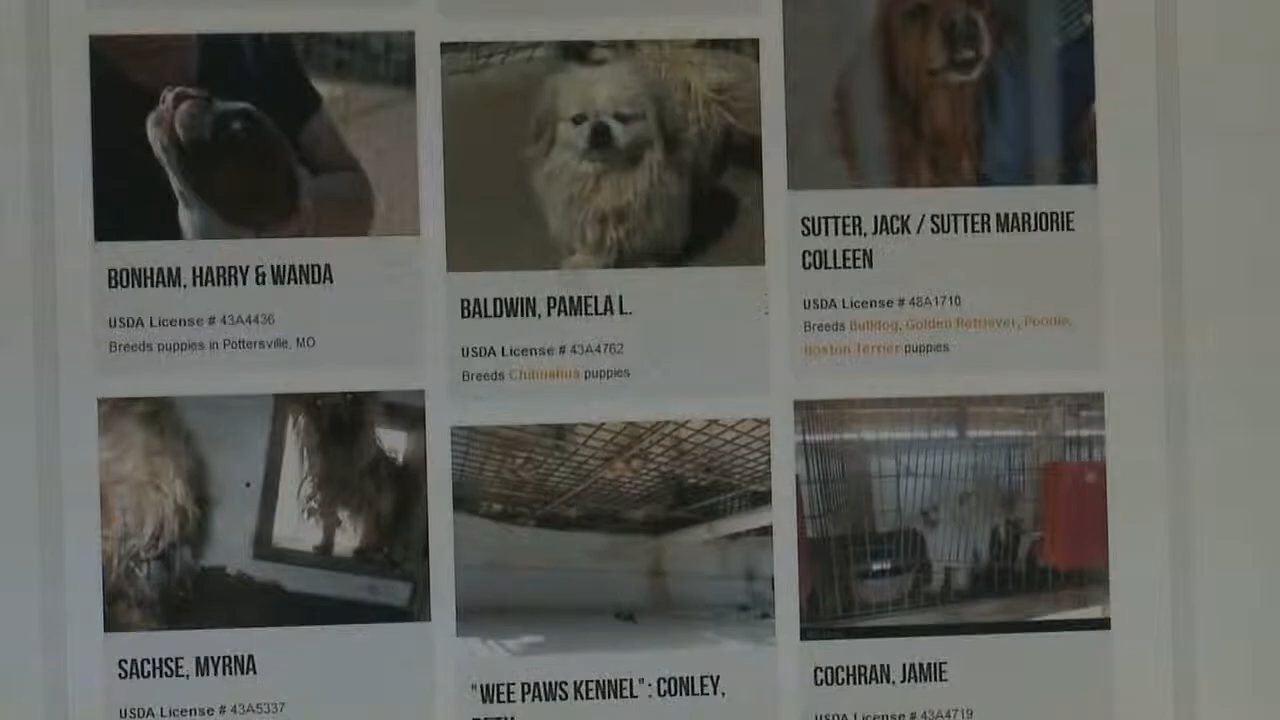 BONHAM, HARRY & WANDA
USDA License # 43A4436
Breeds puppies in Pottersville, MO
BALDWIN, PAMELA L.
USDA License # 43A4762
Breeds Chihuahua puppies
SUTTER, JACK / SUTTER MARJORIE
COLLEEN
USDA License # 48A1710
Breeds Bulldog, Golden Retriever, Poodle,
Boston Terrier puppies
SACHSE, MYRNA
USDA License # 43A5337
"WEE PAWS KENNEL": CONLEY,
COCHRAN, JAMIE
USDA License # 43A4719